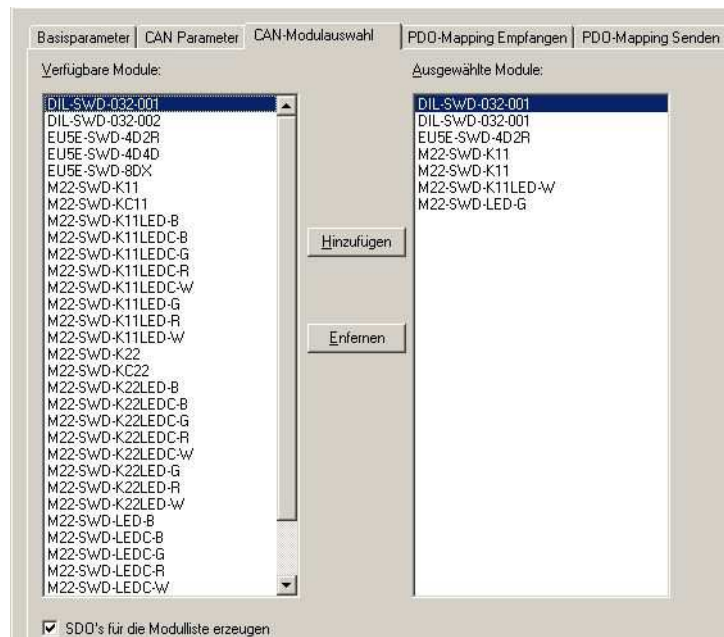 Basisparameter CAN Parameter CAN-Modulauswahl PDO-Mapping Empfangen PDO-Mapping Senden
Verfügbare Module:
DIL-SWD-032-001
DIL-SWD-032-002
EU5E-SWD-4D2R
EU5E-SWD-4D4D
EU5E-SWD-8DX
M22-SWD-K11
M22-SWD-KC11
M22-SWD-K11LED-B
M22-SWD-K11LEDC-B
M22-SWD-K11LEDC-G
M22-SWD-K11LEDC-R
M22-SWD-K11LEDC-W
M22-SWD-K11LED-G
M22-SWD-K11LED-R
M22-SWD-K11LED-W
M22-SWD-K22
M22-SWD-KC22
M22-SWD-K22LED-B
M22-SWD-K22LEDC-B
M22-SWD-K22LEDC-G
M22-SWD-K22LEDC-R
M22-SWD-K22LEDC-W
M22-SWD-K22LED-G
M22-SWD-K22LED-R
M22-SWD-K22LED-W
M22-SWD-LED-B
M22-SWD-LEDC-B
M22-SWD-LEDC-G
M22-SWD-LEDC-R
M22-SWD-LEDC-W
Hinzufügen
Enfernen
Ausgewählte Module:
DIL-SWD-032-001
DIL-SWD-032-001
EU5E-SWD-4D2R
M22-SWD-K11
M22-SWD-K11
M22-SWD-K11LED-W
M22-SWD-LED-G
SDO's für die Modulliste erzeugen